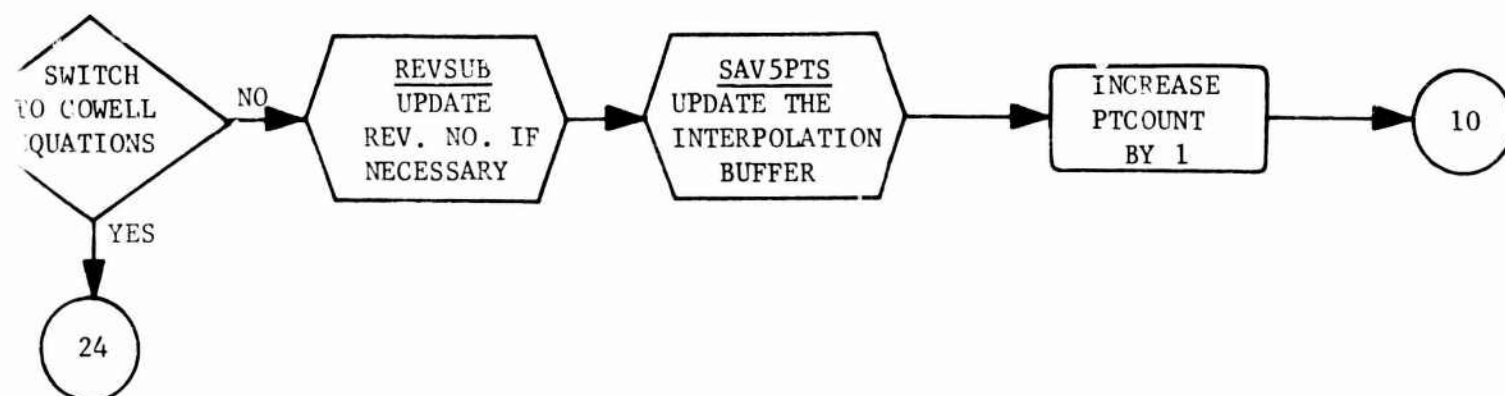 SWITCH
TO COWELL
QUATIONS
NO
YES
24
REVSUB
UPDATE
REV. NO. IF
NECESSARY
SAV5PTS
UPDATE THE
INTERPOLATION
BUFFER
INCREASE
PTCOUNT
BY 1
10